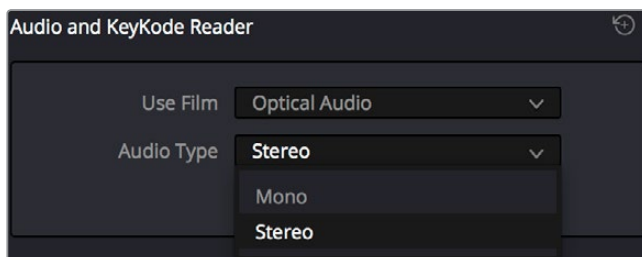 Audio and KeyKode Reader
Use Film Optical Audio
Audio Type Stereo
Mono
Stereo